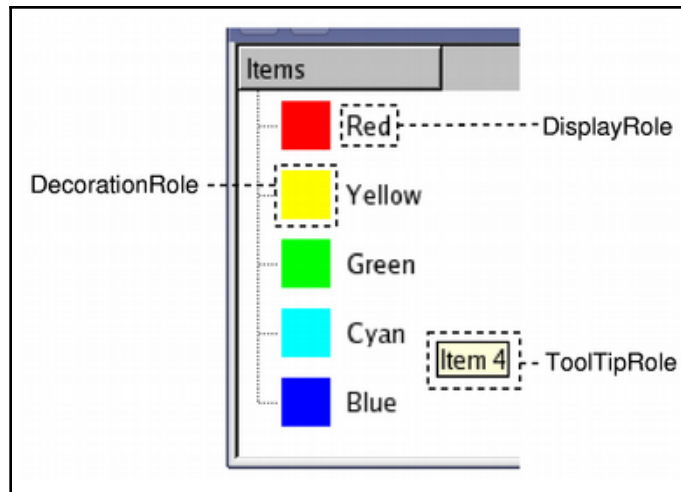 Items
Red
DisplayRole
DecorationRole
Yellow
Green
Cyan
Item 4
ToolTipRole
Blue